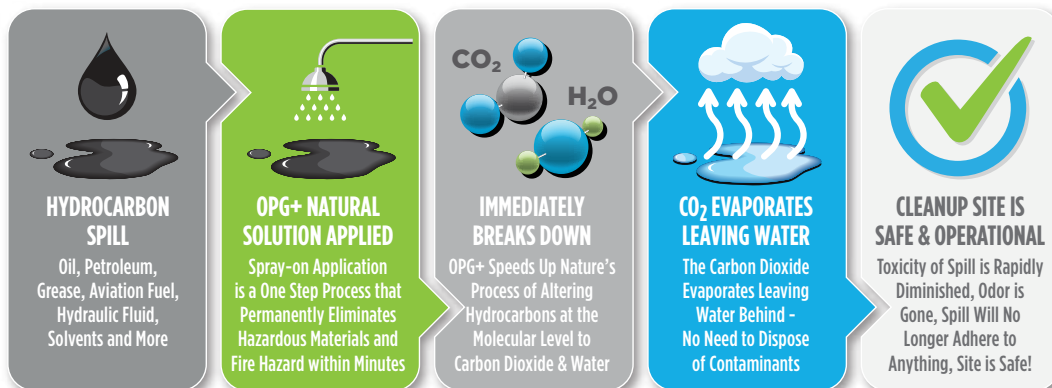 HYDROCARBON
SPILL
Oil, Petroleum,
Grease, Aviation Fuel,
Hydraulic Fluid,
Solvents and More
OPG+ NATURAL
SOLUTION APPLIED
Spray-on Application
is a One Step Process that
Permanently Eliminates
Hazardous Materials and
Fire Hazard within Minutes
CO₂
H₂O
IMMEDIATELY
BREAKS DOWN
OPG+ Speeds Up Nature's
Process of Altering
Hydrocarbons at the
Molecular Level to
Carbon Dioxide & Water
CO₂ EVAPORATES
LEAVING WATER
The Carbon Dioxide
Evaporates Leaving
Water Behind -
No Need to Dispose
of Contaminants
CLEANUP SITE IS
SAFE & OPERATIONAL
Toxicity of Spill is Rapidly
Diminished, Odor is
Gone, Spill Will No
Longer Adhere to
Anything, Site is Safe!